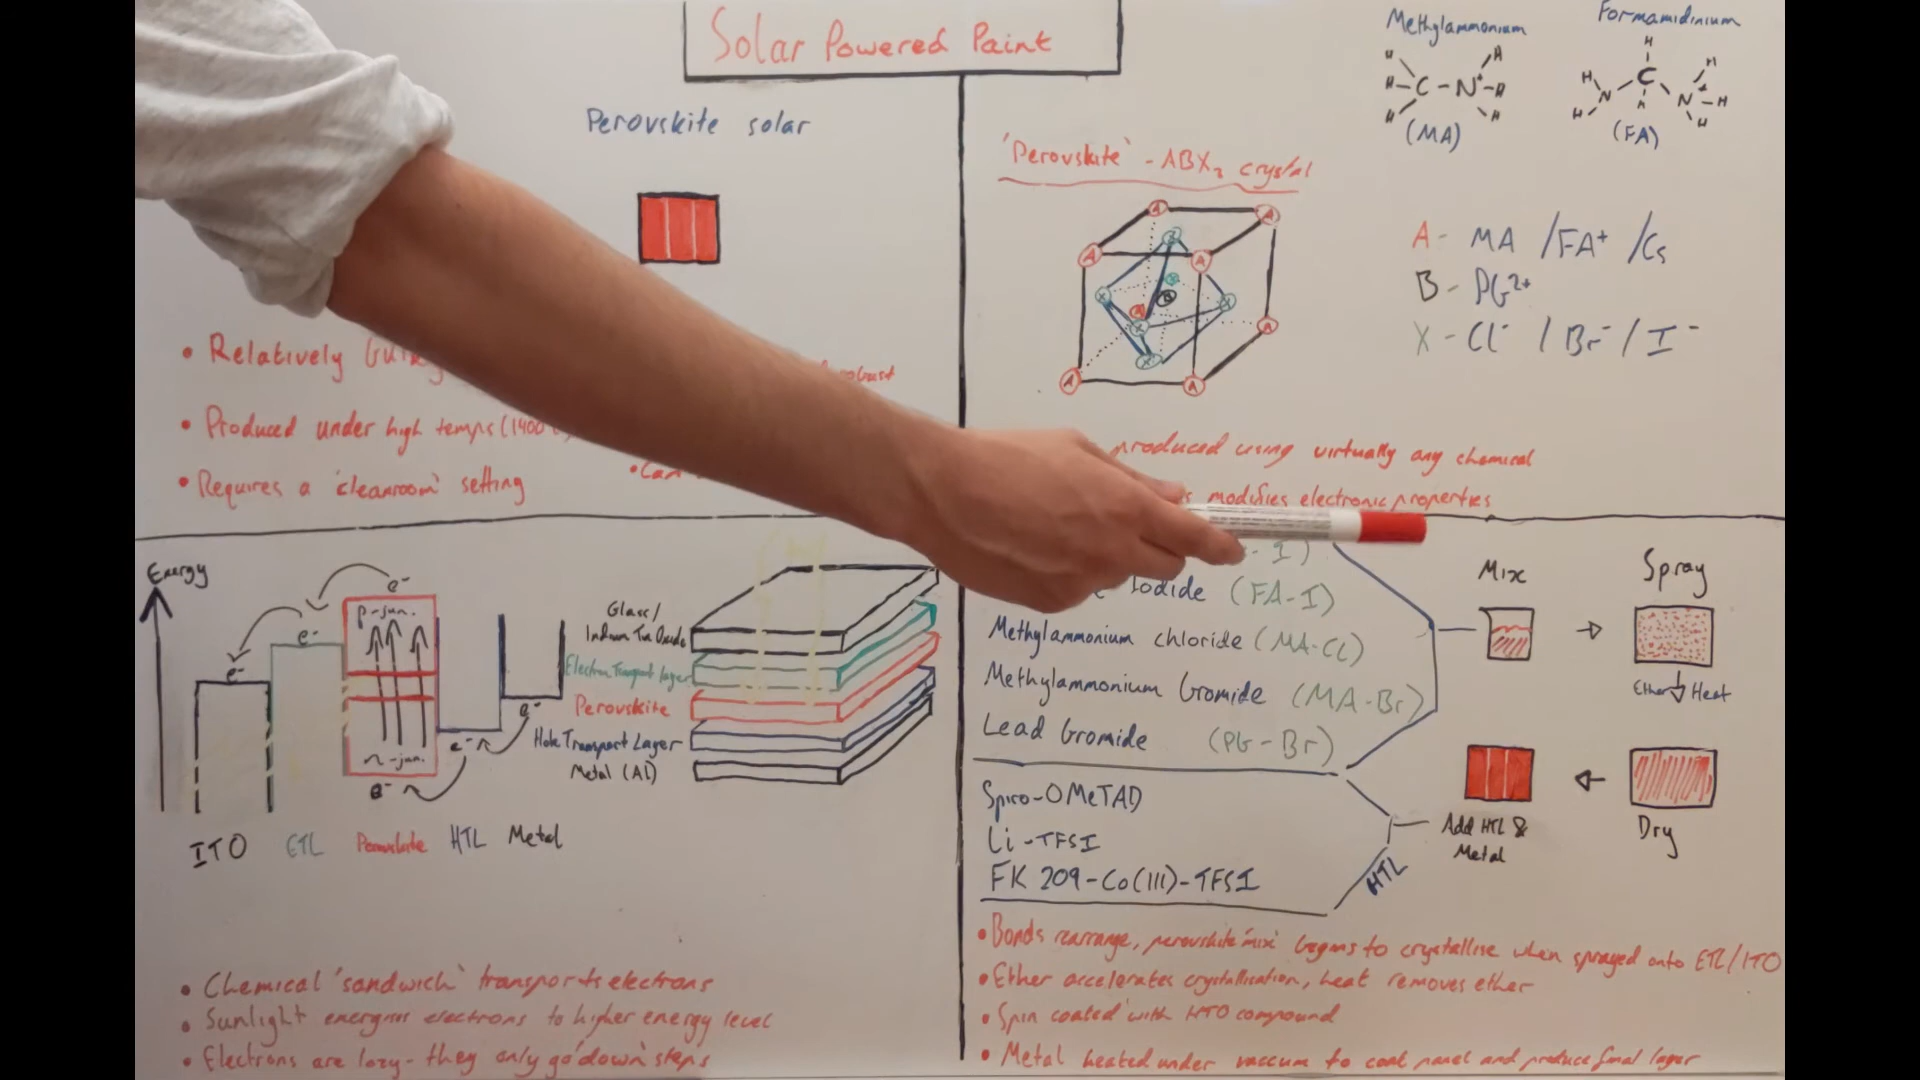 Solar Powered Paint
Perovskite solar
• Relatively
robust
• Produced under high temps (1400
• Requires a 'cleanroom' setting
• Can
Methylammonium
H H
H-C-N+-H
H H
(MA)
Formamidinium
H
H C H
N N+-H
H H H
(FA)
'Perovskite' - ABX3 crystal
A A
X
A A
X
X B X
A X A
X
A A
A - MA /FA+ /Cs
B - Pb2+
X - Cl- / Br- / I-
produced using virtually any chemical
modifies electronic properties
Energy
e-
e-
e-
p-jun.
n-jun.
e-
e-
e-
ITO ETL Perovskite HTL Metal
Glass/
Indium Tin Oxide
Electron Transport layer
Perovskite
Hole Transport Layer
Metal (Al)
• Chemical 'sandwich' transports electrons
• Sunlight energises electrons to higher energy level
• Electrons are lazy - they only go 'down' steps
- I)
Iodide (FA-I)
Methylammonium chloride (MA-Cl)
Methylammonium bromide (MA-Br)
Lead bromide (Pb-Br)
Spiro-OMeTAD
Li-TFSI
FK 209-Co(III)-TFSI
HTL
Mix
Spray
Ether Heat
Dry
Add HTL &
Metal
• Bonds rearrange, perovskite 'mix' begins to crystallise when sprayed onto ETL/ITO
• Ether accelerates crystallisation, heat removes ether
• Spin coated with HTO compound
• Metal heated under vaccum to coat panel and produce final layer